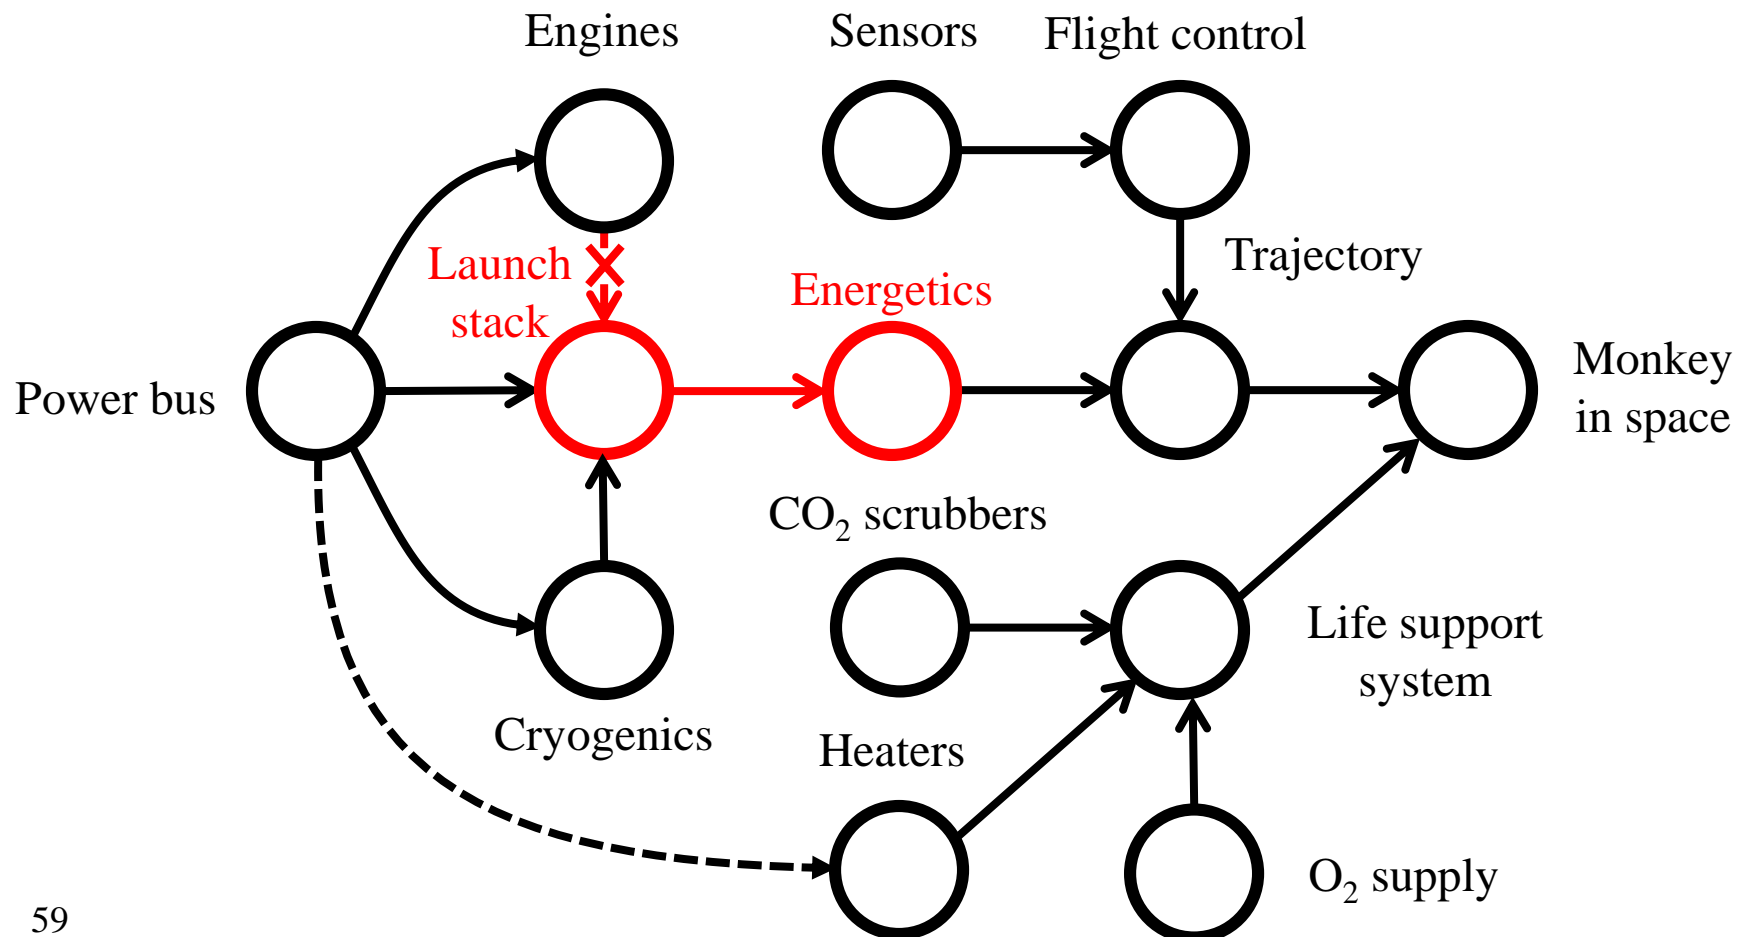 Engines
Sensors
Flight control
Launch
stack
Energetics
Trajectory
Power bus
Monkey
in space
CO₂ scrubbers
Life support
system
Cryogenics
Heaters
O₂ supply
59